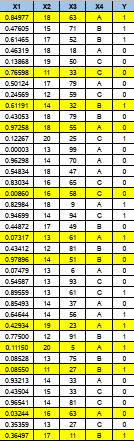 X1 X2 X3 X4 Y
0.84977 18 63 A 1
0.47605 15 71 B 1
0.61465 17 52 B 1
0.46319 18 18 A 0
0.13868 19 50 C 0
0.76598 11 33 C 0
0.50124 17 79 A 0
0.24569 12 59 C 0
0.61191 14 32 B 1
0.43053 18 79 B 0
0.97258 18 55 A 0
0.12267 20 25 C 1
0.00003 13 99 A 0
0.96298 14 70 A 0
0.54834 18 47 A 0
0.83034 16 65 C 0
0.00860 16 58 C 0
0.82984 18 9 A 1
0.94699 14 94 C 1
0.44872 17 49 B 0
0.07317 13 61 A 1
0.43412 12 81 B 0
0.97896 14 51 B 0
0.07479 13 6 A 0
0.54587 13 93 C 0
0.89559 13 61 C 1
0.85493 14 37 A 0
0.64644 14 56 A 1
0.42934 19 23 A 1
0.77500 12 91 B 1
0.11150 20 5 A 1
0.08528 13 75 B 0
0.08550 11 27 B 1
0.93213 14 33 A 0
0.43504 15 33 C 0
0.96541 14 81 C 0
0.03244 16 63 A 0
0.35359 13 27 C 0
0.36497 17 11 B 1